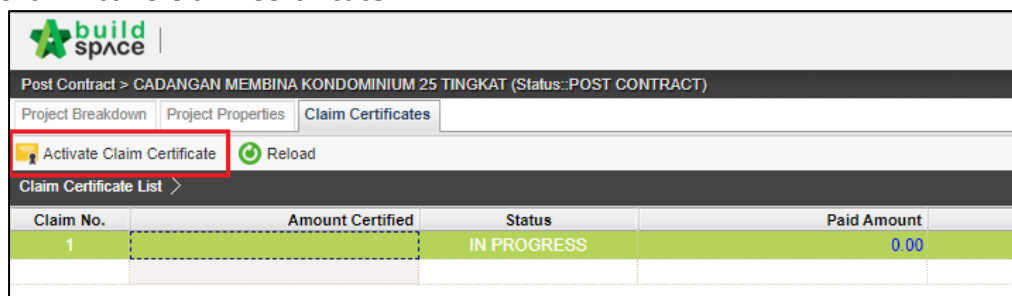 build
space
Post Contract > CADANGAN MEMBINA KONDOMINIUM 25 TINGKAT (Status::POST CONTRACT)
Project Breakdown Project Properties Claim Certificates
Activate Claim Certificate Reload
Claim Certificate List >
Claim No. Amount Certified Status Paid Amount
1 IN PROGRESS 0.00